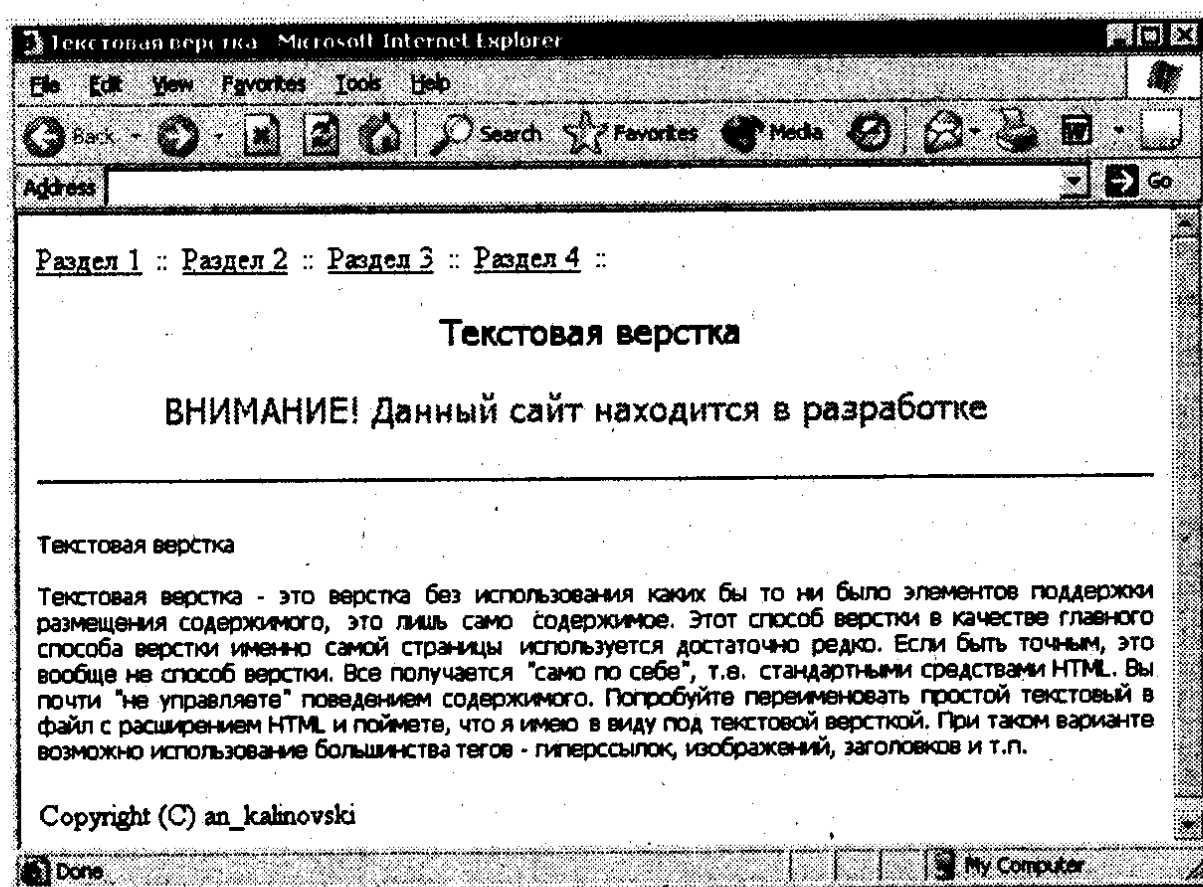 Текстовая верстка - Microsoft Internet Explorer
File Edit View Favorites Tools Help
Back Search Favorites Media
Address Go
Раздел 1 :: Раздел 2 :: Раздел 3 :: Раздел 4 ::
Текстовая верстка
ВНИМАНИЕ! Данный сайт находится в разработке
Текстовая верстка
Текстовая верстка - это верстка без использования каких бы то ни было элементов поддержки
размещения содержимого, это лишь само содержимое. Этот способ верстки в качестве главного
способа верстки именно самой страницы используется достаточно редко. Если быть точным, это
вообще не способ верстки. Все получается "само по себе", т.е. стандартными средствами HTML. Вы
почти "не управляете" поведением содержимого. Попробуйте переименовать простой текстовый в
файл с расширением HTML и поймете, что я имею в виду под текстовой версткой. При таком варианте
возможно использование большинства тегов - гиперссылок, изображений, заголовков и т.п.
Copyright (C) an_kalinovski
Done My Computer